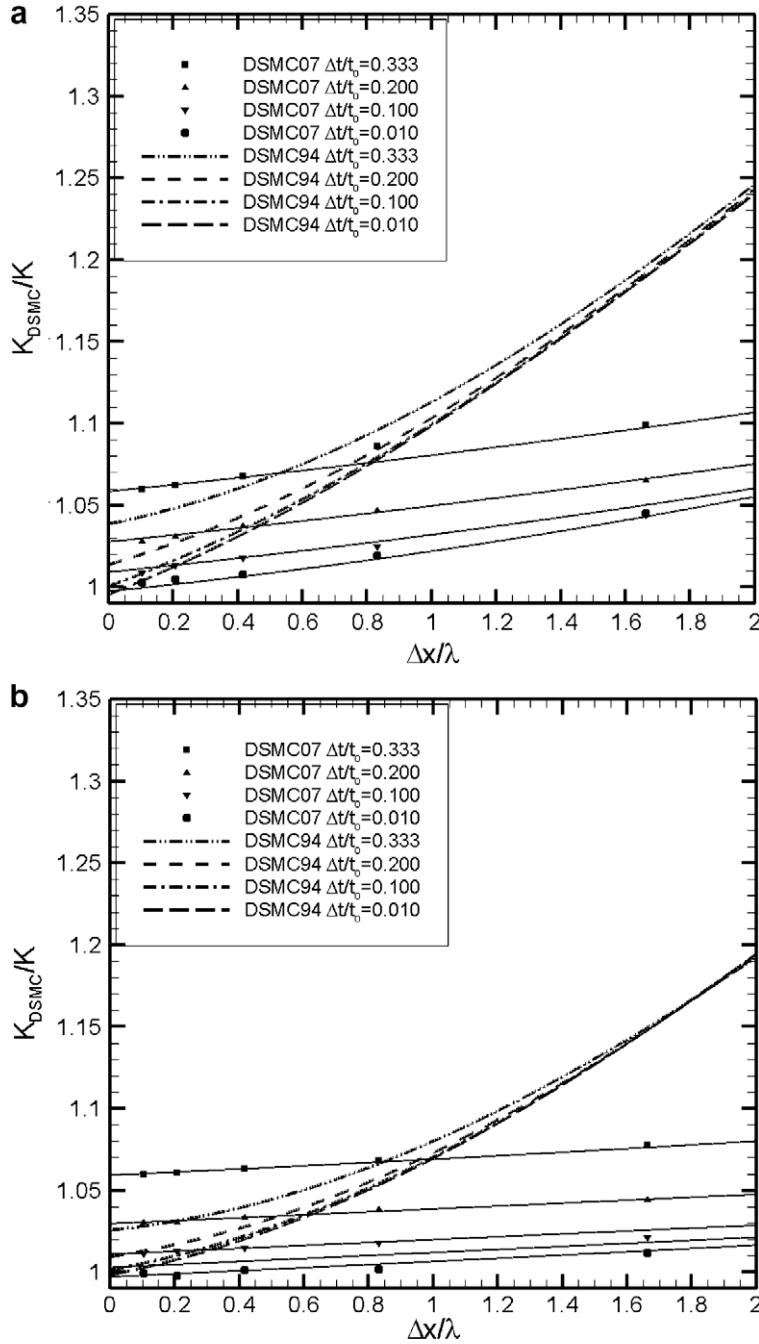 a
1.35
1.3
1.25
1.2
1.15
1.1
1.05
1
K_DSMC/K
DSMC07 Δt/t₀=0.333
DSMC07 Δt/t₀=0.200
DSMC07 Δt/t₀=0.100
DSMC07 Δt/t₀=0.010
DSMC94 Δt/t₀=0.333
DSMC94 Δt/t₀=0.200
DSMC94 Δt/t₀=0.100
DSMC94 Δt/t₀=0.010
0 0.2 0.4 0.6 0.8 1 1.2 1.4 1.6 1.8 2
Δx/λ
b
1.35
1.3
1.25
1.2
1.15
1.1
1.05
1
K_DSMC/K
DSMC07 Δt/t₀=0.333
DSMC07 Δt/t₀=0.200
DSMC07 Δt/t₀=0.100
DSMC07 Δt/t₀=0.010
DSMC94 Δt/t₀=0.333
DSMC94 Δt/t₀=0.200
DSMC94 Δt/t₀=0.100
DSMC94 Δt/t₀=0.010
0 0.2 0.4 0.6 0.8 1 1.2 1.4 1.6 1.8 2
Δx/λ